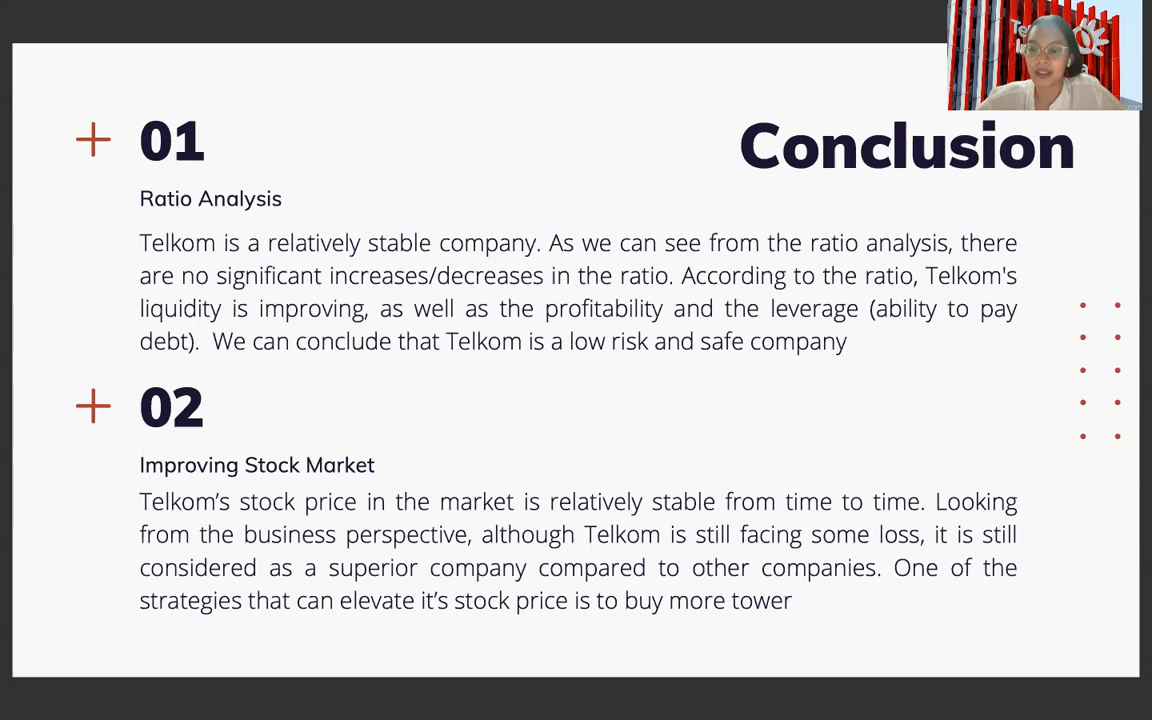 01
Conclusion
Ratio Analysis
Telkom is a relatively stable company. As we can see from the ratio analysis, there
are no significant increases/decreases in the ratio. According to the ratio, Telkom's
liquidity is improving, as well as the profitability and the leverage (ability to pay
debt). We can conclude that Telkom is a low risk and safe company
02
Improving Stock Market
Telkom’s stock price in the market is relatively stable from time to time. Looking
from the business perspective, although Telkom is still facing some loss, it is still
considered as a superior company compared to other companies. One of the
strategies that can elevate it’s stock price is to buy more tower